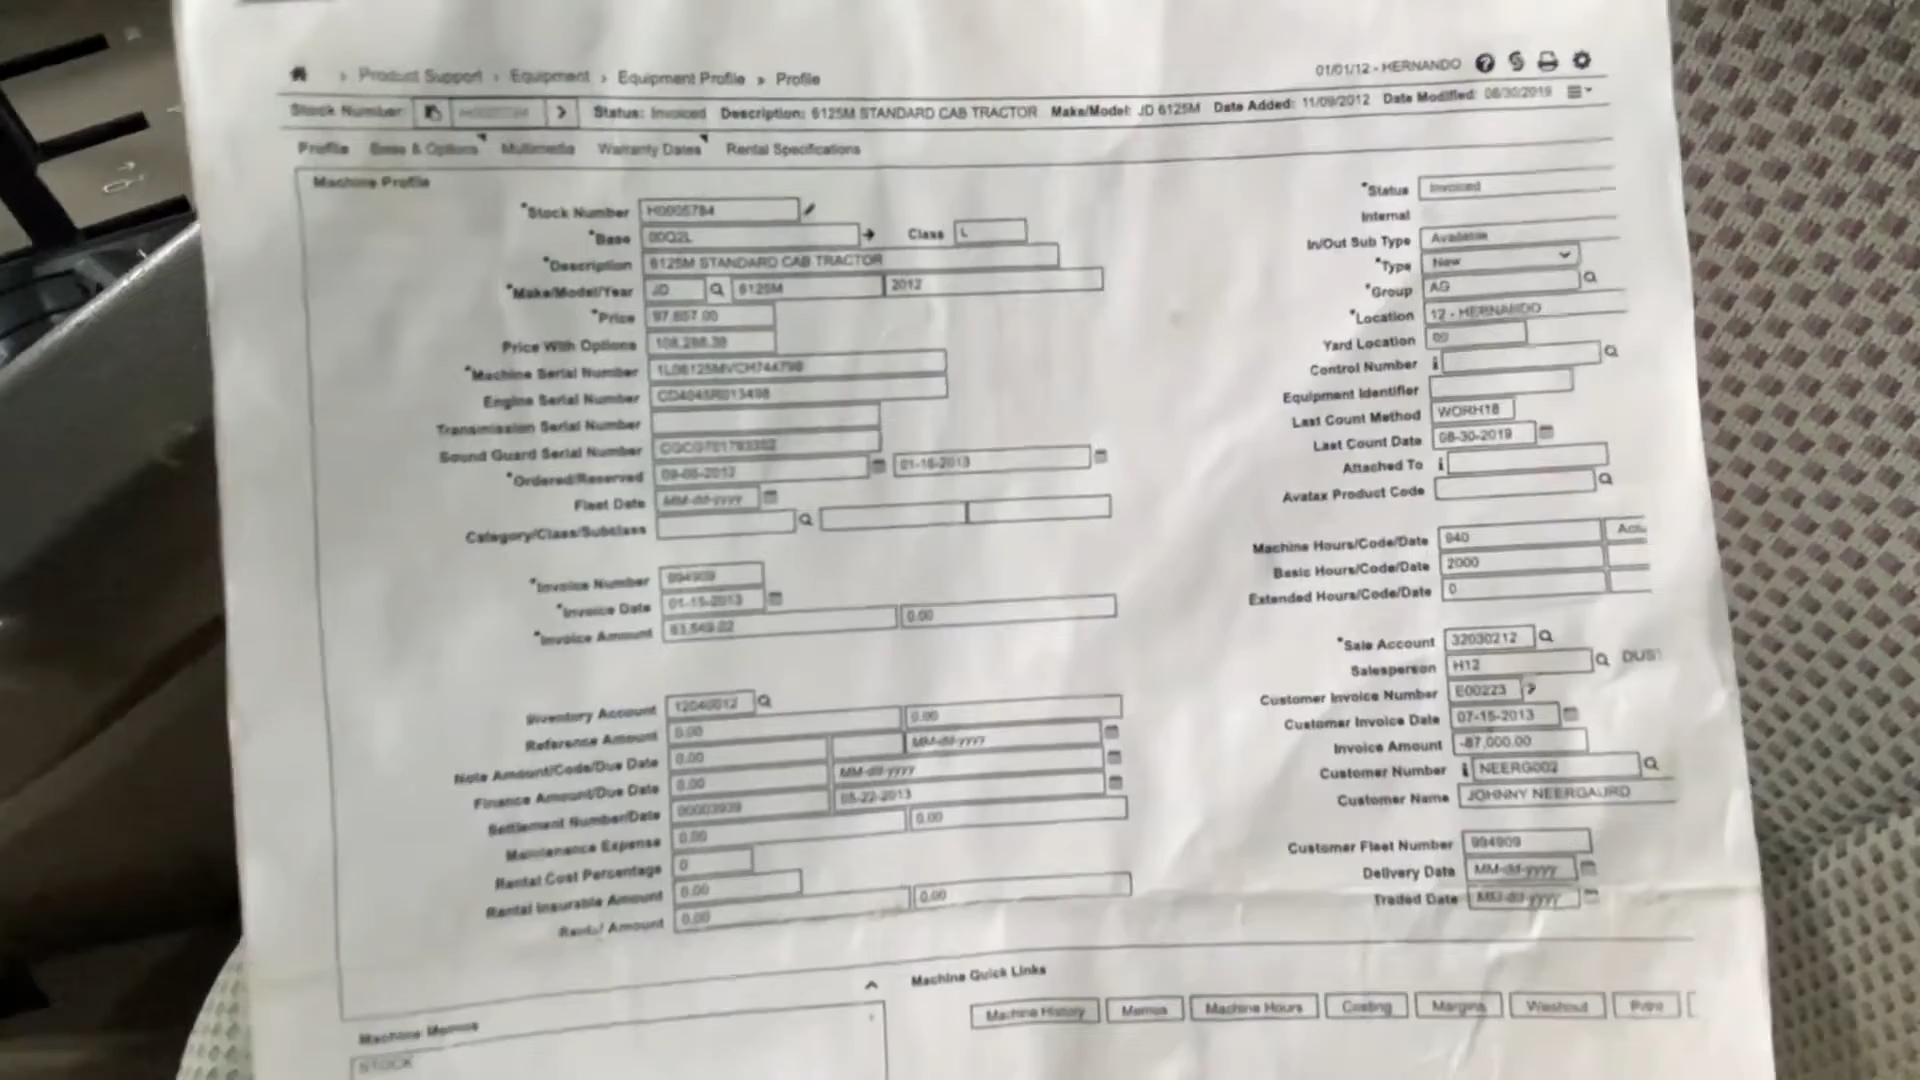 Product Support › Equipment › Equipment Profile » Profile
01/01/12 - HERNANDO
Stock Number Status: Invoiced Description: 6125M STANDARD CAB TRACTOR Make/Model: JD 6125M Date Added: 11/09/2012 Date Modified: 08/30/2019
Profile Base & Options Multimedia Warranty Dates Rental Specifications
Machine Profile
*Stock Number H0005784
*Base 00Q2L Class L
*Description 6125M STANDARD CAB TRACTOR
*Make/Model/Year JD 6125M 2012
*Price 97,657.00
Price With Options 108,288.39
*Machine Serial Number
Engine Serial Number
Transmission Serial Number
Sound Guard Serial Number
*Ordered/Reserved 01-16-2013
Fleet Date MM-dd-yyyy
Category/Class/Subclass
*Invoice Number 994909
*Invoice Date 01-15-2013
*Invoice Amount 0.00
Inventory Account 12040012
Reference Amount 0.00 0.00
Note Amount/Code/Due Date 0.00 MM-dd-yyyy
Finance Amount/Due Date 0.00 MM-dd-yyyy
Settlement Number/Date 00003939 05-22-2013
Maintenance Expense 0.00 0.00
Rental Cost Percentage 0
Rental Insurable Amount 0.00
Rental Amount 0.00 0.00
*Status Invoiced
Internal
In/Out Sub Type Available
*Type New
*Group AG
*Location 12 - HERNANDO
Yard Location 00
Control Number
Equipment Identifier
Last Count Method WORH18
Last Count Date 08-30-2019
Attached To
Avatax Product Code
Machine Hours/Code/Date 940
Basic Hours/Code/Date 2000
Extended Hours/Code/Date 0
*Sale Account 32030212
Salesperson H12 DUST
Customer Invoice Number E00223
Customer Invoice Date 07-15-2013
Invoice Amount -87,000.00
Customer Number NEERG002
Customer Name JOHNNY NEERGAURD
Customer Fleet Number 994909
Delivery Date MM-dd-yyyy
Traded Date MM-dd-yyyy
Machine Quick Links
Machine History Memos Machine Hours Costing Margins Washout
Machine Memos
STOCK